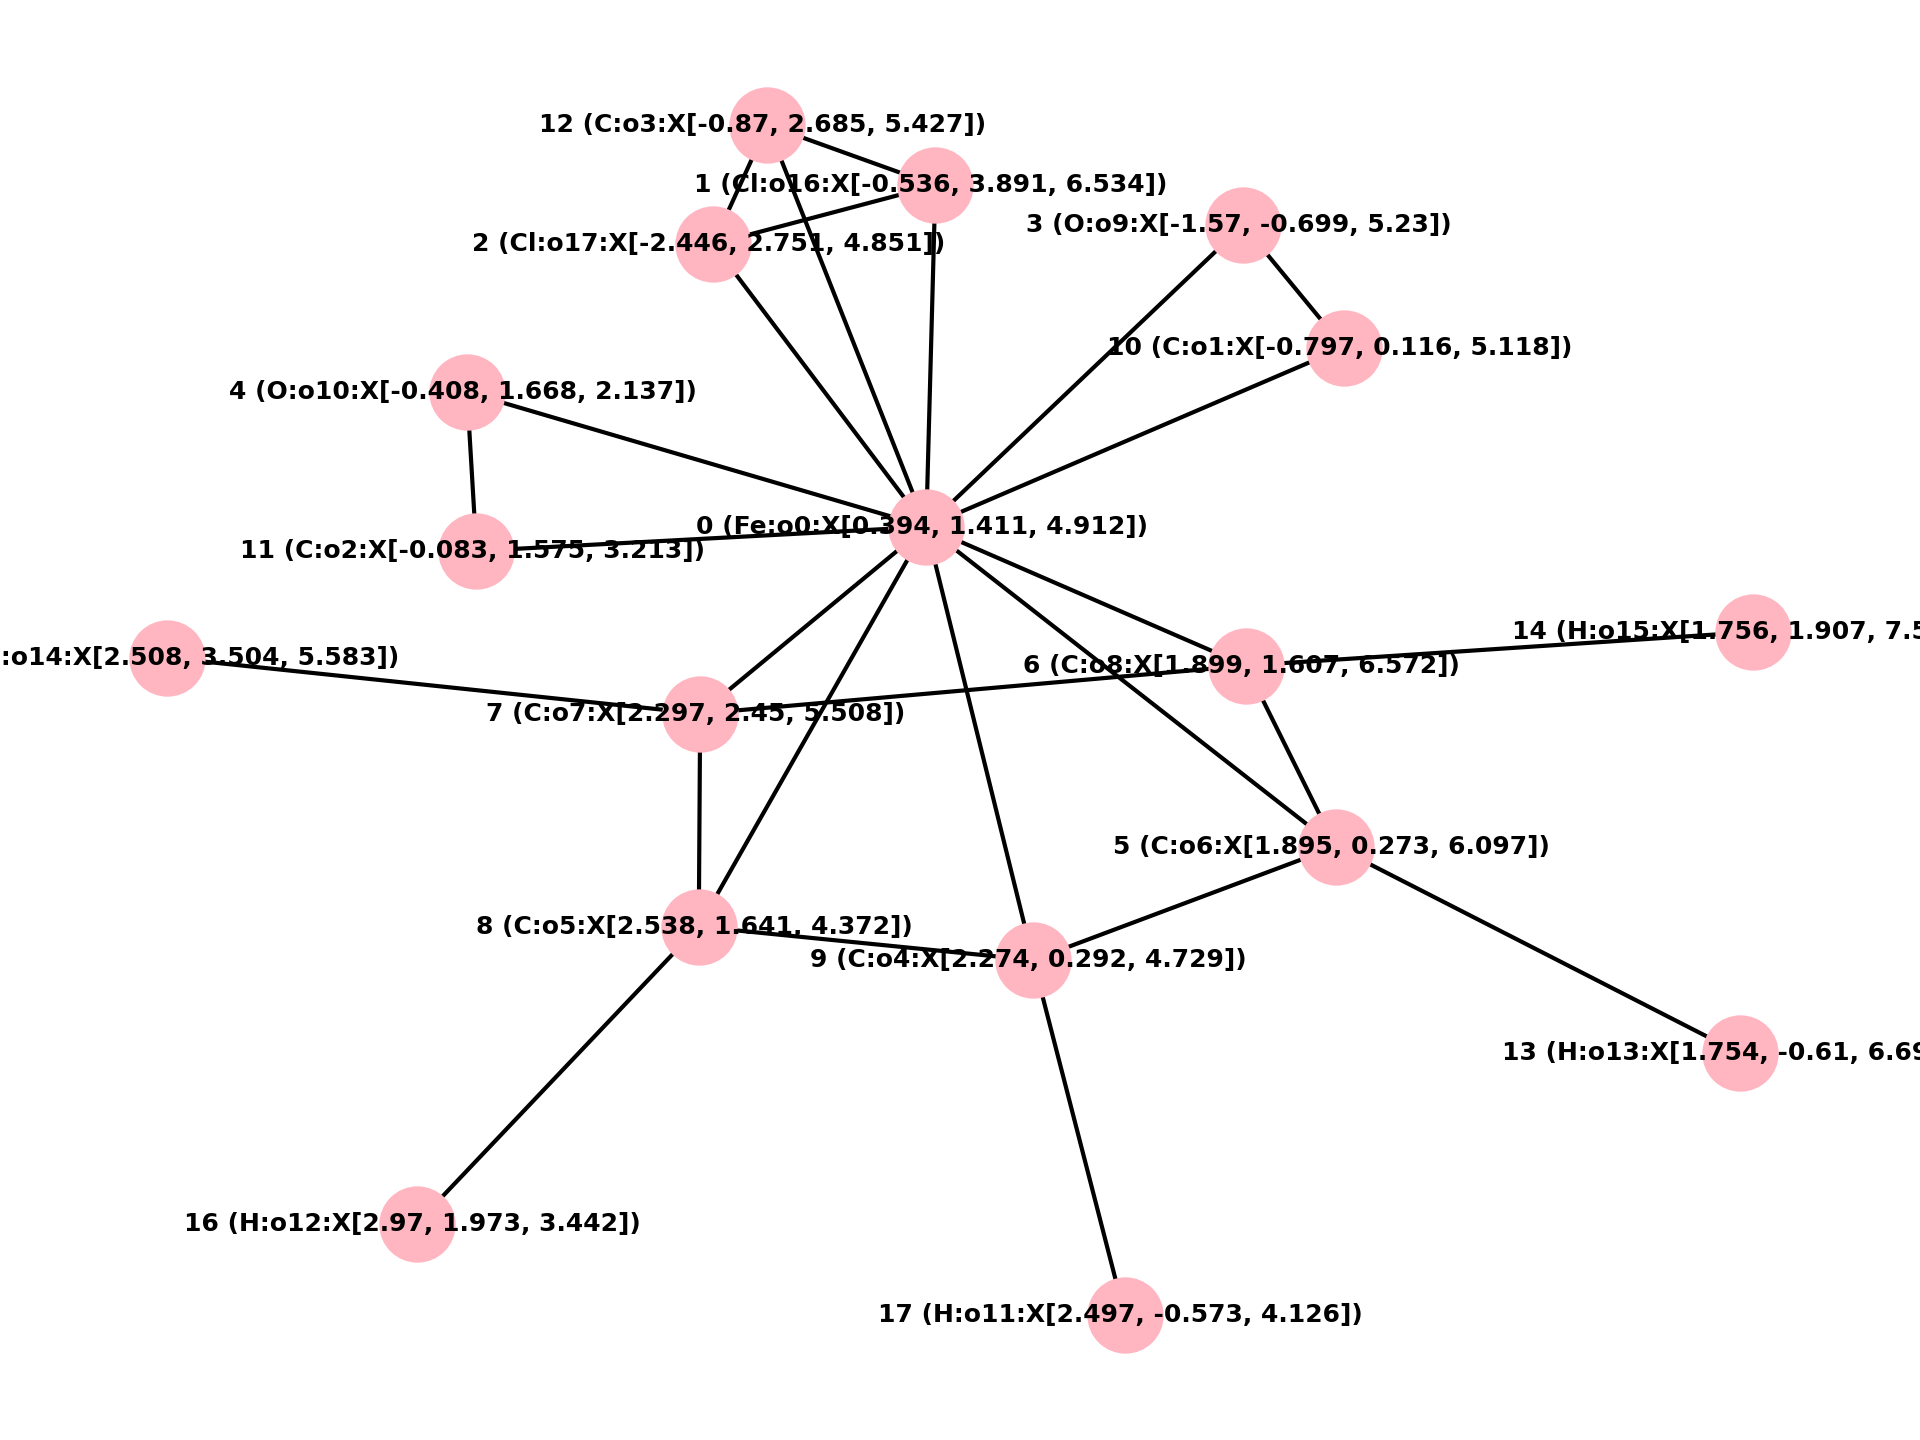 12 (C:o3:X[-0.87, 2.685, 5.427])
1 (Cl:o16:X[-0.536, 3.891, 6.534])
3 (O:o9:X[-1.57, -0.699, 5.23])
2 (Cl:o17:X[-2.446, 2.751, 4.851])
10 (C:o1:X[-0.797, 0.116, 5.118])
4 (O:o10:X[-0.408, 1.668, 2.137])
0 (Fe:o0:X[0.394, 1.411, 4.912])
11 (C:o2:X[-0.083, 1.575, 3.213])
14 (H:o15:X[1.756, 1.907, 7.5
:o14:X[2.508, 3.504, 5.583])
6 (C:o8:X[1.899, 1.607, 6.572])
7 (C:o7:X[2.297, 2.45, 5.508])
5 (C:o6:X[1.895, 0.273, 6.097])
8 (C:o5:X[2.538, 1.641, 4.372])
9 (C:o4:X[2.274, 0.292, 4.729])
13 (H:o13:X[1.754, -0.61, 6.69
16 (H:o12:X[2.97, 1.973, 3.442])
17 (H:o11:X[2.497, -0.573, 4.126])